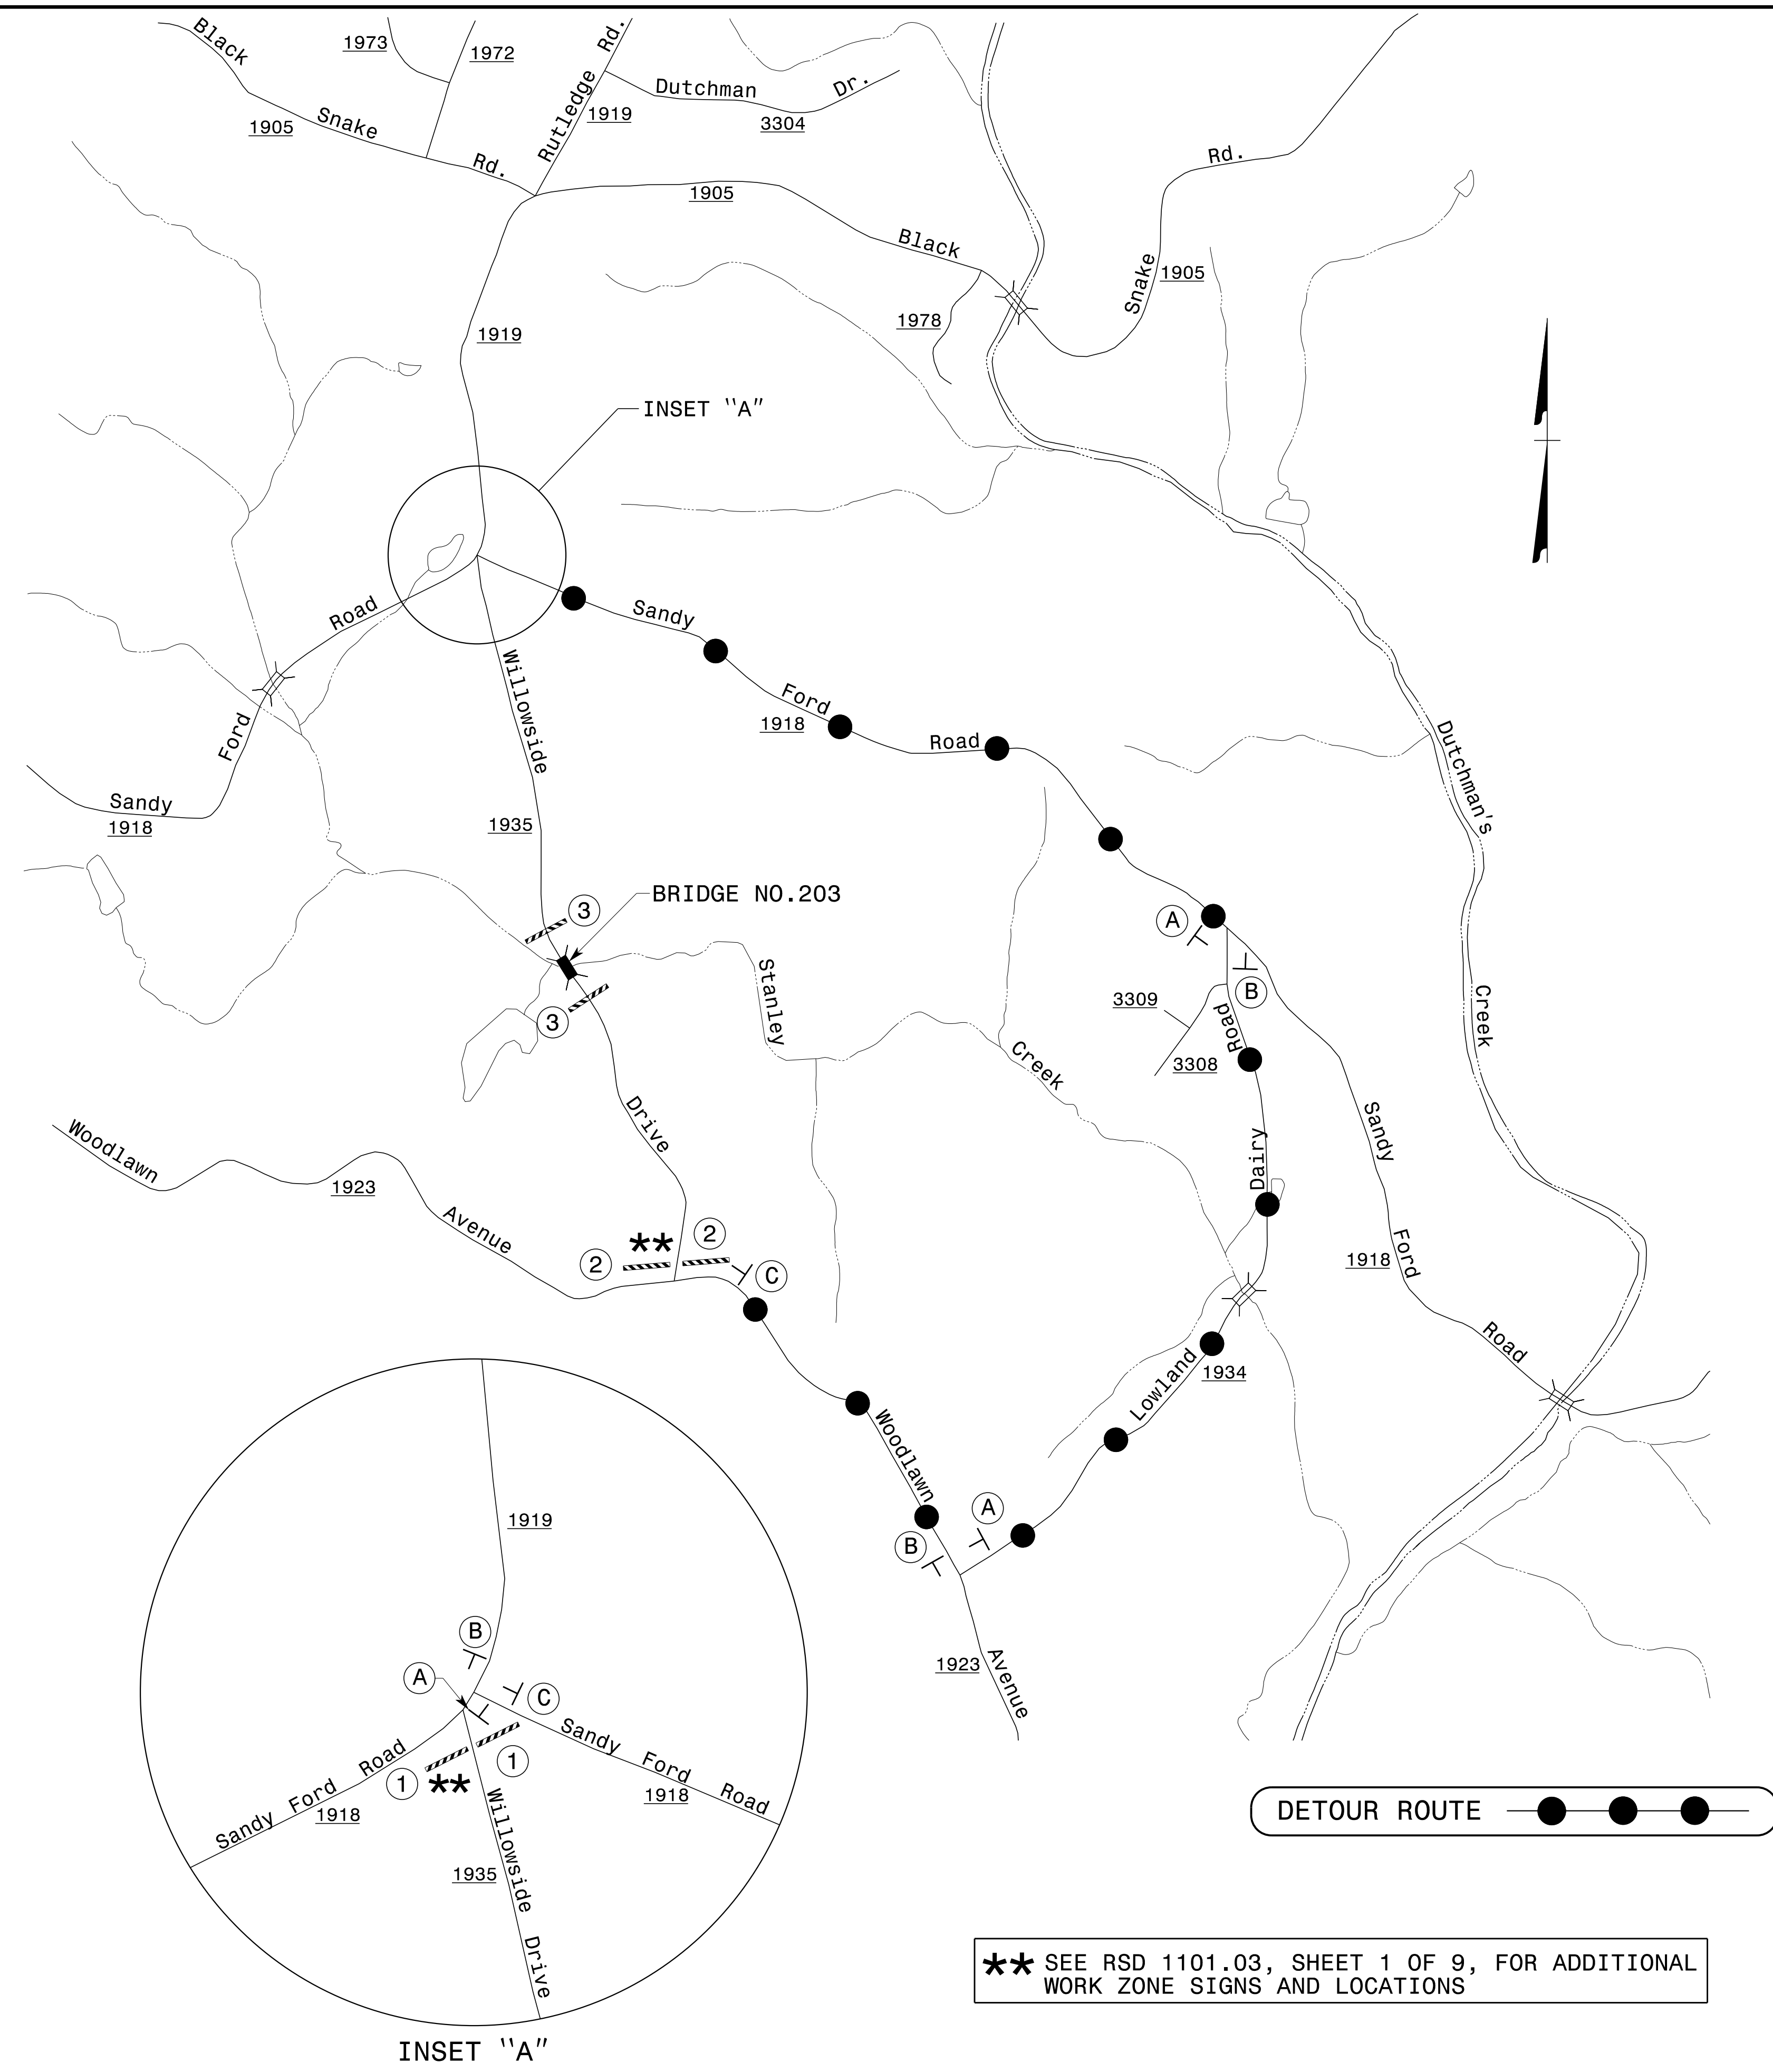 Black
1973
1972
Rutledge Rd.
Dutchman Dr.
1919
3304
1905
Snake
Rd.
Rd.
1905
Black
Snake
1905
1978
1919
INSET "A"
Road
Sandy
Willowside
Ford
1918
Road
Ford
Sandy
1918
1935
Dutchman's
BRIDGE NO.203
3
3
A
B
Stanley
3309
Road
3308
Creek
Creek
Drive
Woodlawn
1923
Avenue
Sandy
Dairy
Ford
1918
**
2
2
C
Road
Lowland
1934
Woodlawn
A
B
1923
Avenue
1919
B
A
C
Sandy Ford Road
1918
Sandy Ford Road
1918
1
1
**
Willowside Drive
1935
INSET "A"
DETOUR ROUTE
** SEE RSD 1101.03, SHEET 1 OF 9, FOR ADDITIONAL
WORK ZONE SIGNS AND LOCATIONS